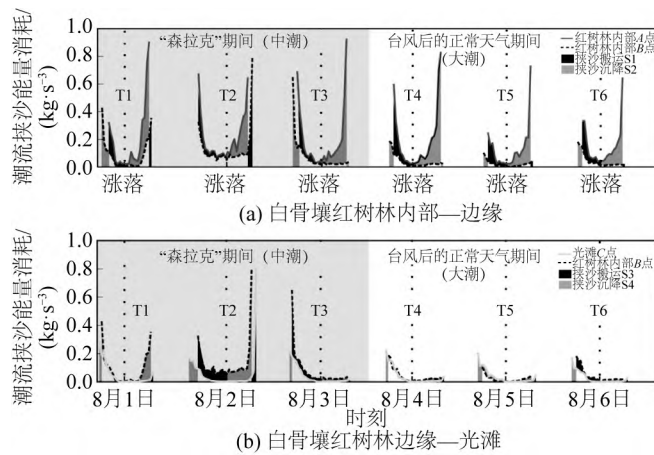 潮流挟沙能量消耗/
(kg·s⁻³)
1.0
0.8
0.6
0.4
0.2
0.0
“森拉克”期间（中潮）
台风后的正常天气期间
(大潮)
红树林内部A点
红树林内部B点
挟沙搬运S1
挟沙沉降S2
T1
T2
T3
T4
T5
T6
涨落
涨落
涨落
涨落
涨落
涨落
(a) 白骨壤红树林内部—边缘
潮流挟沙能量消耗/
(kg·s⁻³)
1.0
0.8
0.6
0.4
0.2
0.0
“森拉克”期间（中潮）
台风后的正常天气期间
(大潮)
光滩C点
红树林内部B点
挟沙搬运S3
挟沙沉降S4
T1
T2
T3
T4
T5
T6
8月1日
8月2日
8月3日
8月4日
8月5日
8月6日
时刻
(b) 白骨壤红树林边缘—光滩